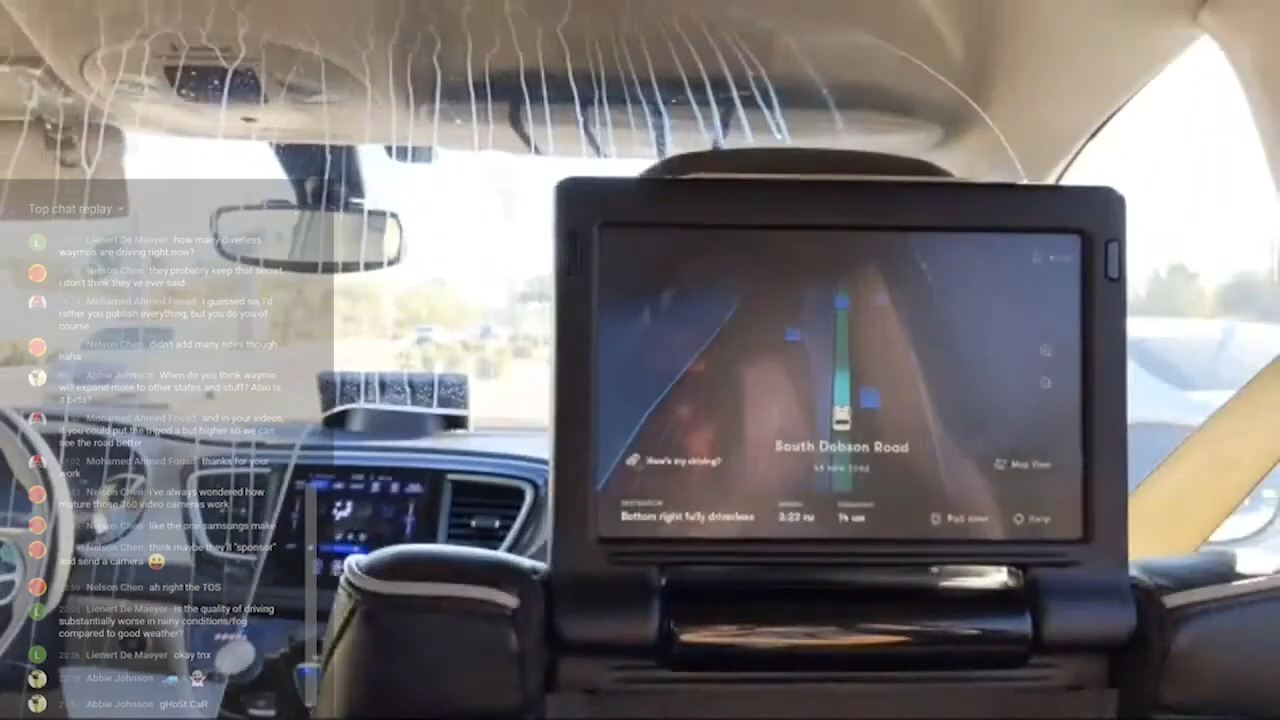 Top chat replay
Lienert De Maeyer how many diverless
waymo's are driving right now?
Nelson Chen they probably keep that secret
i don't think they've ever said
Mohamed Ahmed Fouad I guessed so, I'd
rather you publish everything, but you do you of
course
Nelson Chen didn't add many rides though
haha
Abbie Johnson When do you think waymo
will expand more to other states and stuff? Also is
it beta?
Mohamed Ahmed Fouad and in your videos,
if you could put the tripod a bit higher so we can
see the road better
Mohamed Ahmed Fouad thanks for your
work
Nelson Chen i've always wondered how
mature those 360 video cameras work
Nelson Chen like the one samsungs make
Nelson Chen think maybe they'll "sponsor"
and send a camera
Nelson Chen ah right the TOS
Lienert De Maeyer Is the quality of driving
substantially worse in rainy conditions/fog
compared to good weather?
20:36 Lienert De Maeyer okay tnx
Abbie Johnson =
Abbie Johnson gHoSt CaR
South Dobson Road
How's my driving?
Map View
DESTINATION
Bottom right fully driverless
3:23
Pull over
Help